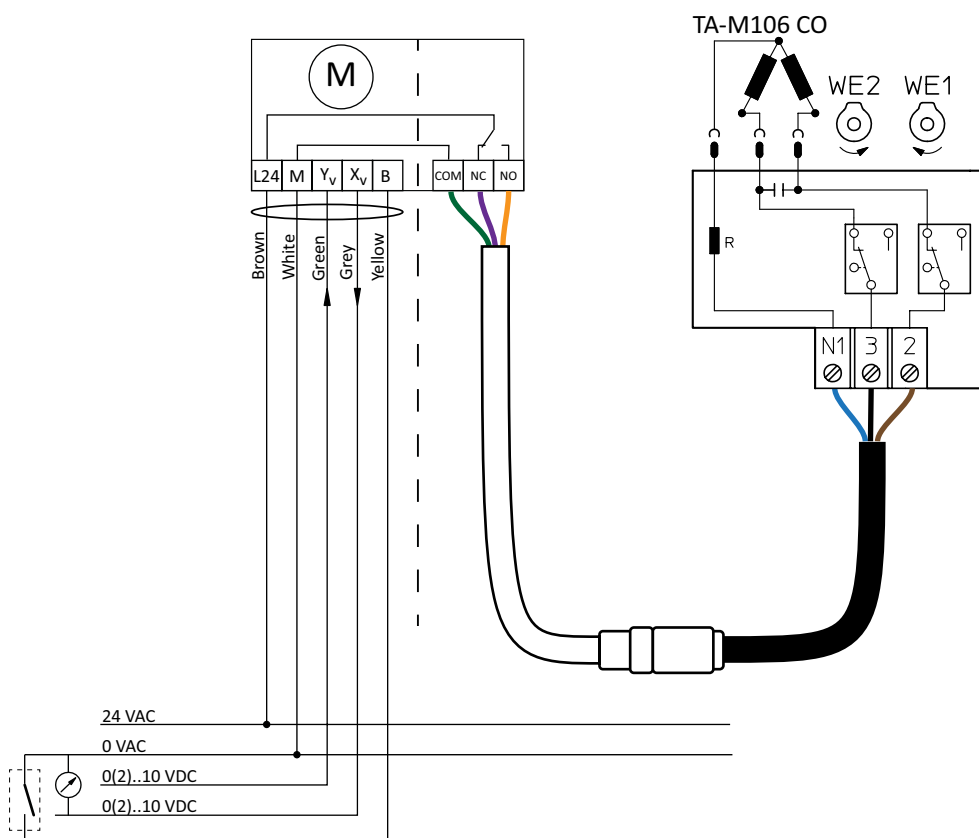 TA-M106 CO
M
WE2 WE1
L24 M Yv Xv B COM NC NO
R
Brown
White
Green
Grey
Yellow
N1 3 2
24 VAC
0 VAC
0(2)..10 VDC
0(2)..10 VDC